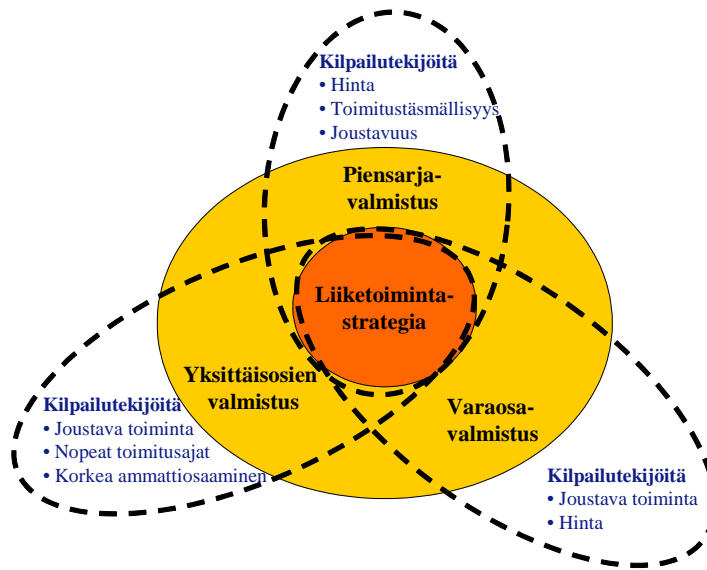 Kilpailutekijöitä
• Hinta
• Toimitustäsmällisyys
• Joustavuus
Piensarja-
valmistus
Liiketoiminta-
strategia
Yksittäisosien
valmistus
Kilpailutekijöitä
• Joustava toiminta
• Nopeat toimitusajat
• Korkea ammattiosaaminen
Varaosa-
valmistus
Kilpailutekijöitä
• Joustava toiminta
• Hinta